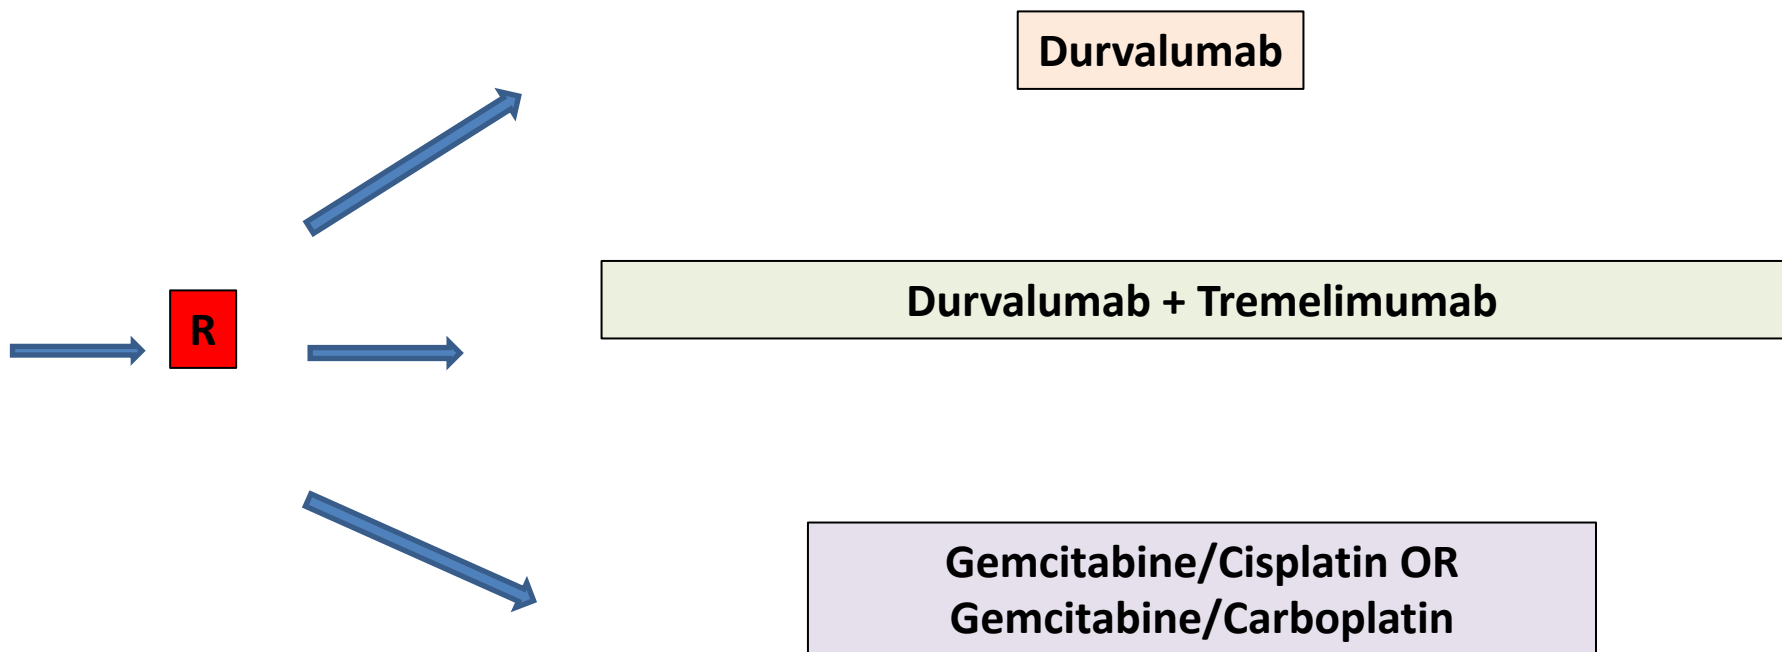 Durvalumab
R
Durvalumab + Tremelimumab
Gemcitabine/Cisplatin OR
Gemcitabine/Carboplatin